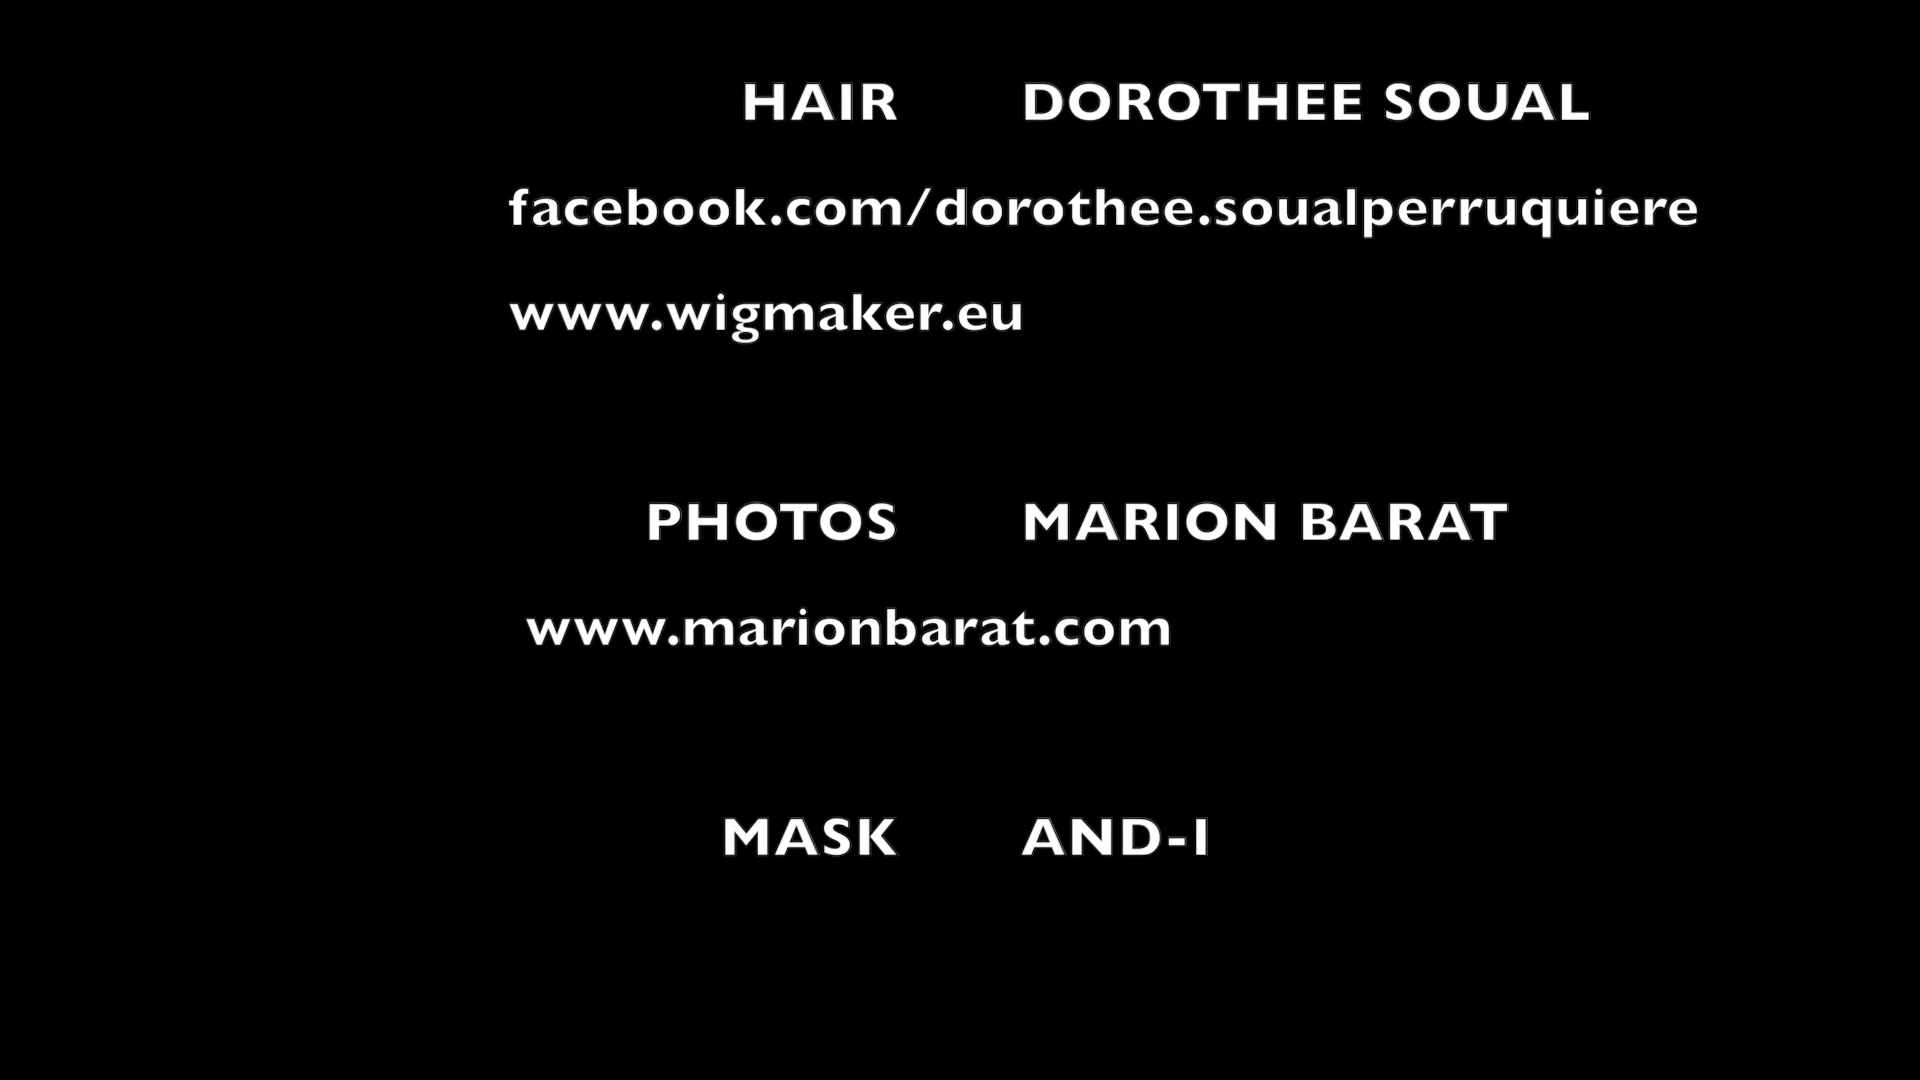 HAIR DOROTHEE SOUAL
facebook.com/dorothee.soualperruquiere
www.wigmaker.eu
PHOTOS MARION BARAT
www.marionbarat.com
MASK AND-I